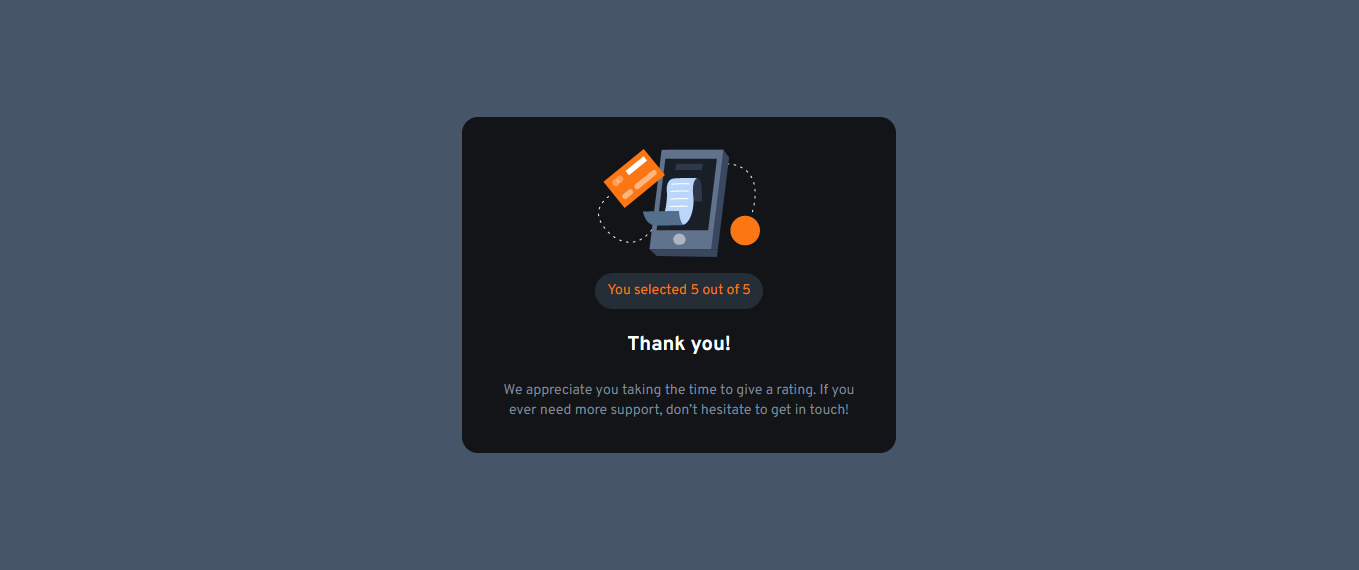 You selected 5 out of 5
Thank you!
We appreciate you taking the time to give a rating. If you
ever need more support, don’t hesitate to get in touch!